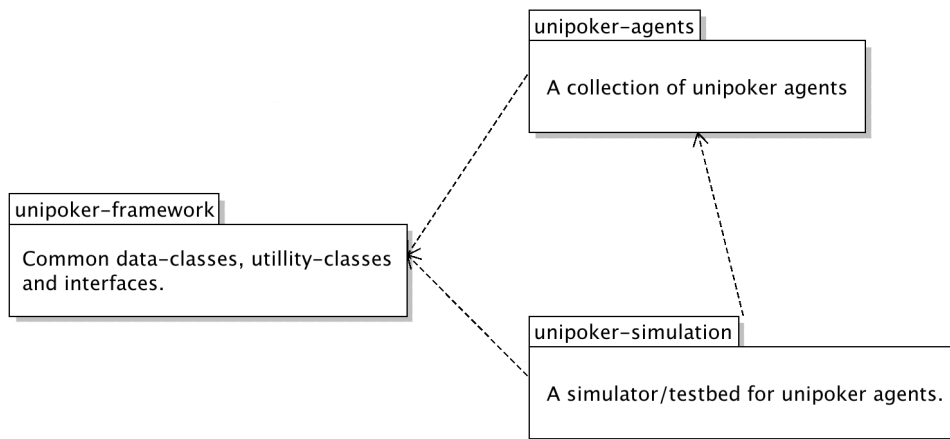 unipoker-agents
A collection of unipoker agents
unipoker-framework
Common data-classes, utillity-classes
and interfaces.
unipoker-simulation
A simulator/testbed for unipoker agents.